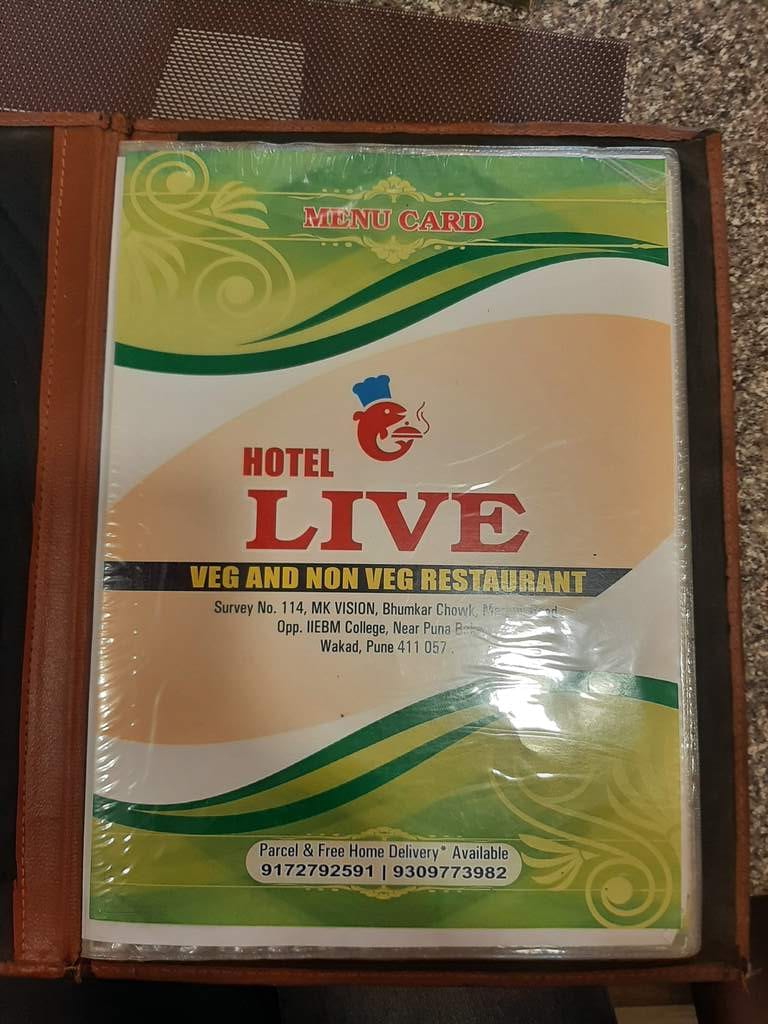 MENU CARD
HOTEL
LIVE
VEG AND NON VEG RESTAURANT
Survey No. 114, MK VISION, Bhumkar Chowk,
Opp. IIEBM College, Near Puna
Wakad, Pune 411 057 .
Parcel & Free Home Delivery* Available
9172792591 | 9309773982